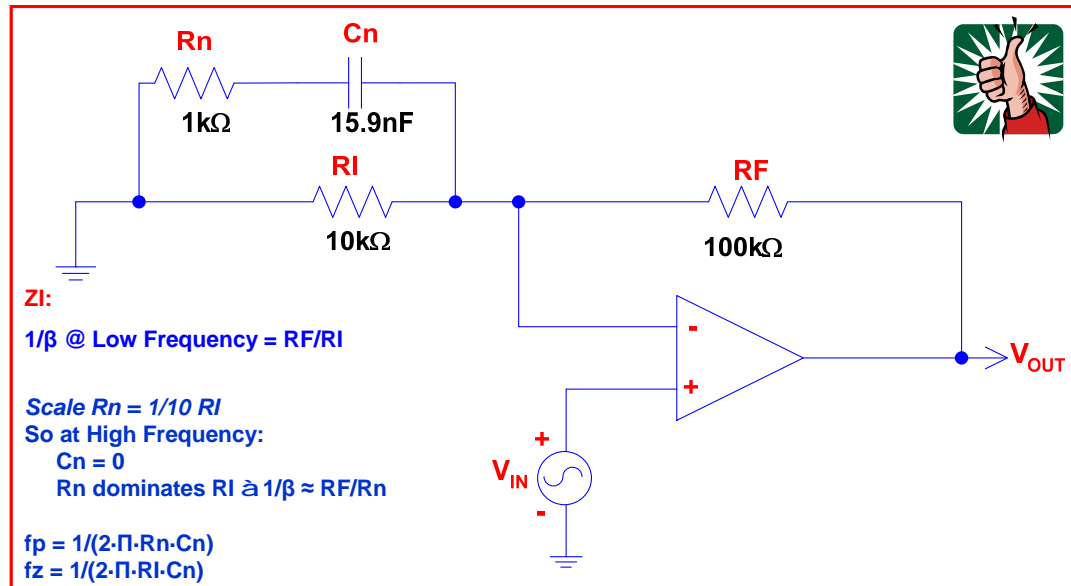 Rn
Cn
1kΩ
15.9nF
RI
RF
10kΩ
100kΩ
ZI:
1/β @ Low Frequency = RF/RI
-
+
VOUT
Scale Rn = 1/10 RI
So at High Frequency:
Cn = 0
Rn dominates RI à 1/β ≈ RF/Rn
+
VIN
-
fp = 1/(2·Π·Rn·Cn)
fz = 1/(2·Π·RI·Cn)